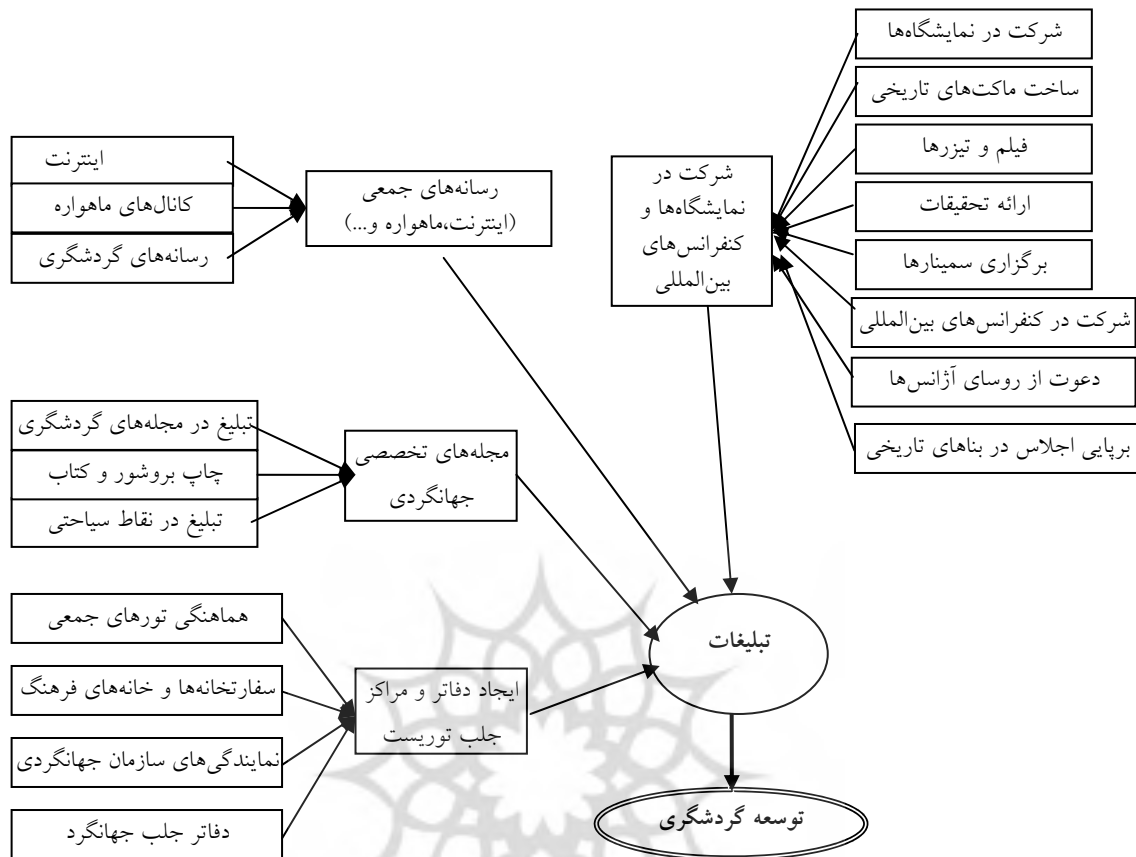 شرکت در نمایشگاه‌ها
ساخت ماکت‌های تاریخی
فیلم و تیزرها
ارائه تحقیقات
برگزاری سمینارها
شرکت در کنفرانس‌های بین‌المللی
دعوت از روسای آژانس‌ها
برپایی اجلاس در بناهای تاریخی
شرکت در
نمایشگاه‌ها و
کنفرانس‌های
بین‌المللی
اینترنت
کانال‌های ماهواره
رسانه‌های گردشگری
رسانه‌های جمعی
(اینترنت،ماهواره و...)
تبلیغ در مجله‌های گردشگری
چاپ بروشور و کتاب
تبلیغ در نقاط سیاحتی
مجله‌های تخصصی
جهانگردی
هماهنگی تورهای جمعی
سفارتخانه‌ها و خانه‌های فرهنگ
نمایندگی‌های سازمان جهانگردی
دفاتر جلب جهانگرد
ایجاد دفاتر و مراکز
جلب توریست
تبلیغات
توسعه گردشگری